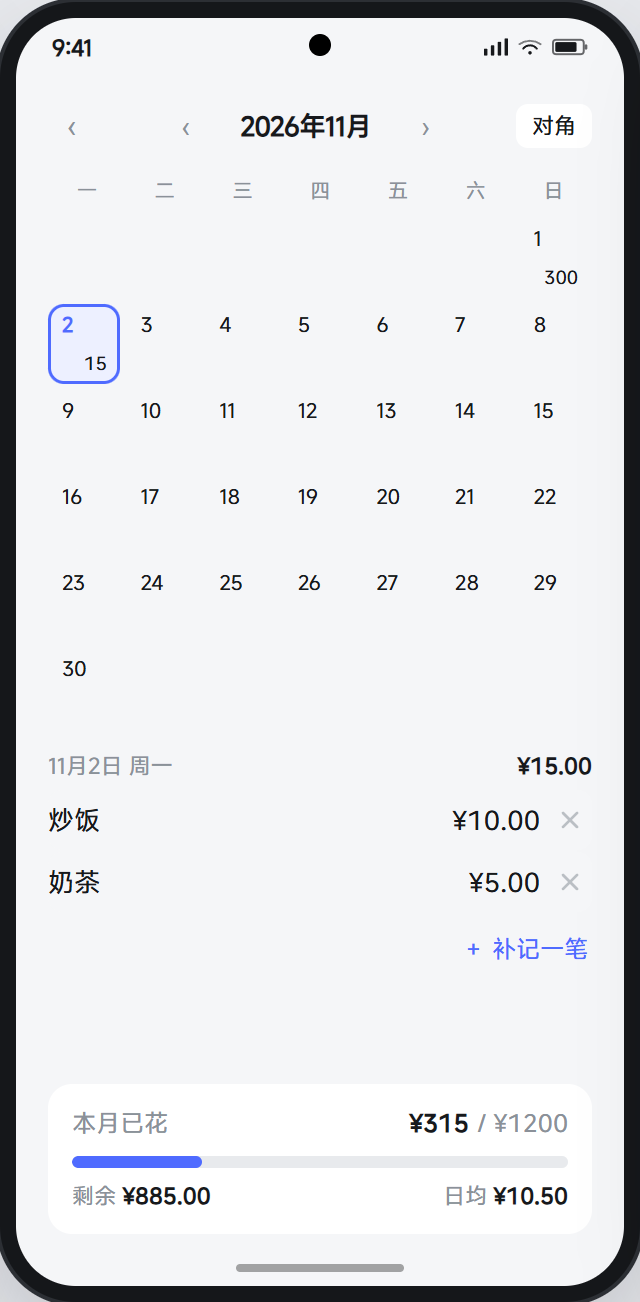 9:41
‹ ‹ 2026年11月 › 对角
一 二 三 四 五 六 日
1
300
2 3 4 5 6 7 8
15
9 10 11 12 13 14 15
16 17 18 19 20 21 22
23 24 25 26 27 28 29
30
11月2日 周一 ¥15.00
炒饭 ¥10.00 ×
奶茶 ¥5.00 ×
+ 补记一笔
本月已花 ¥315 / ¥1200
剩余 ¥885.00 日均 ¥10.50